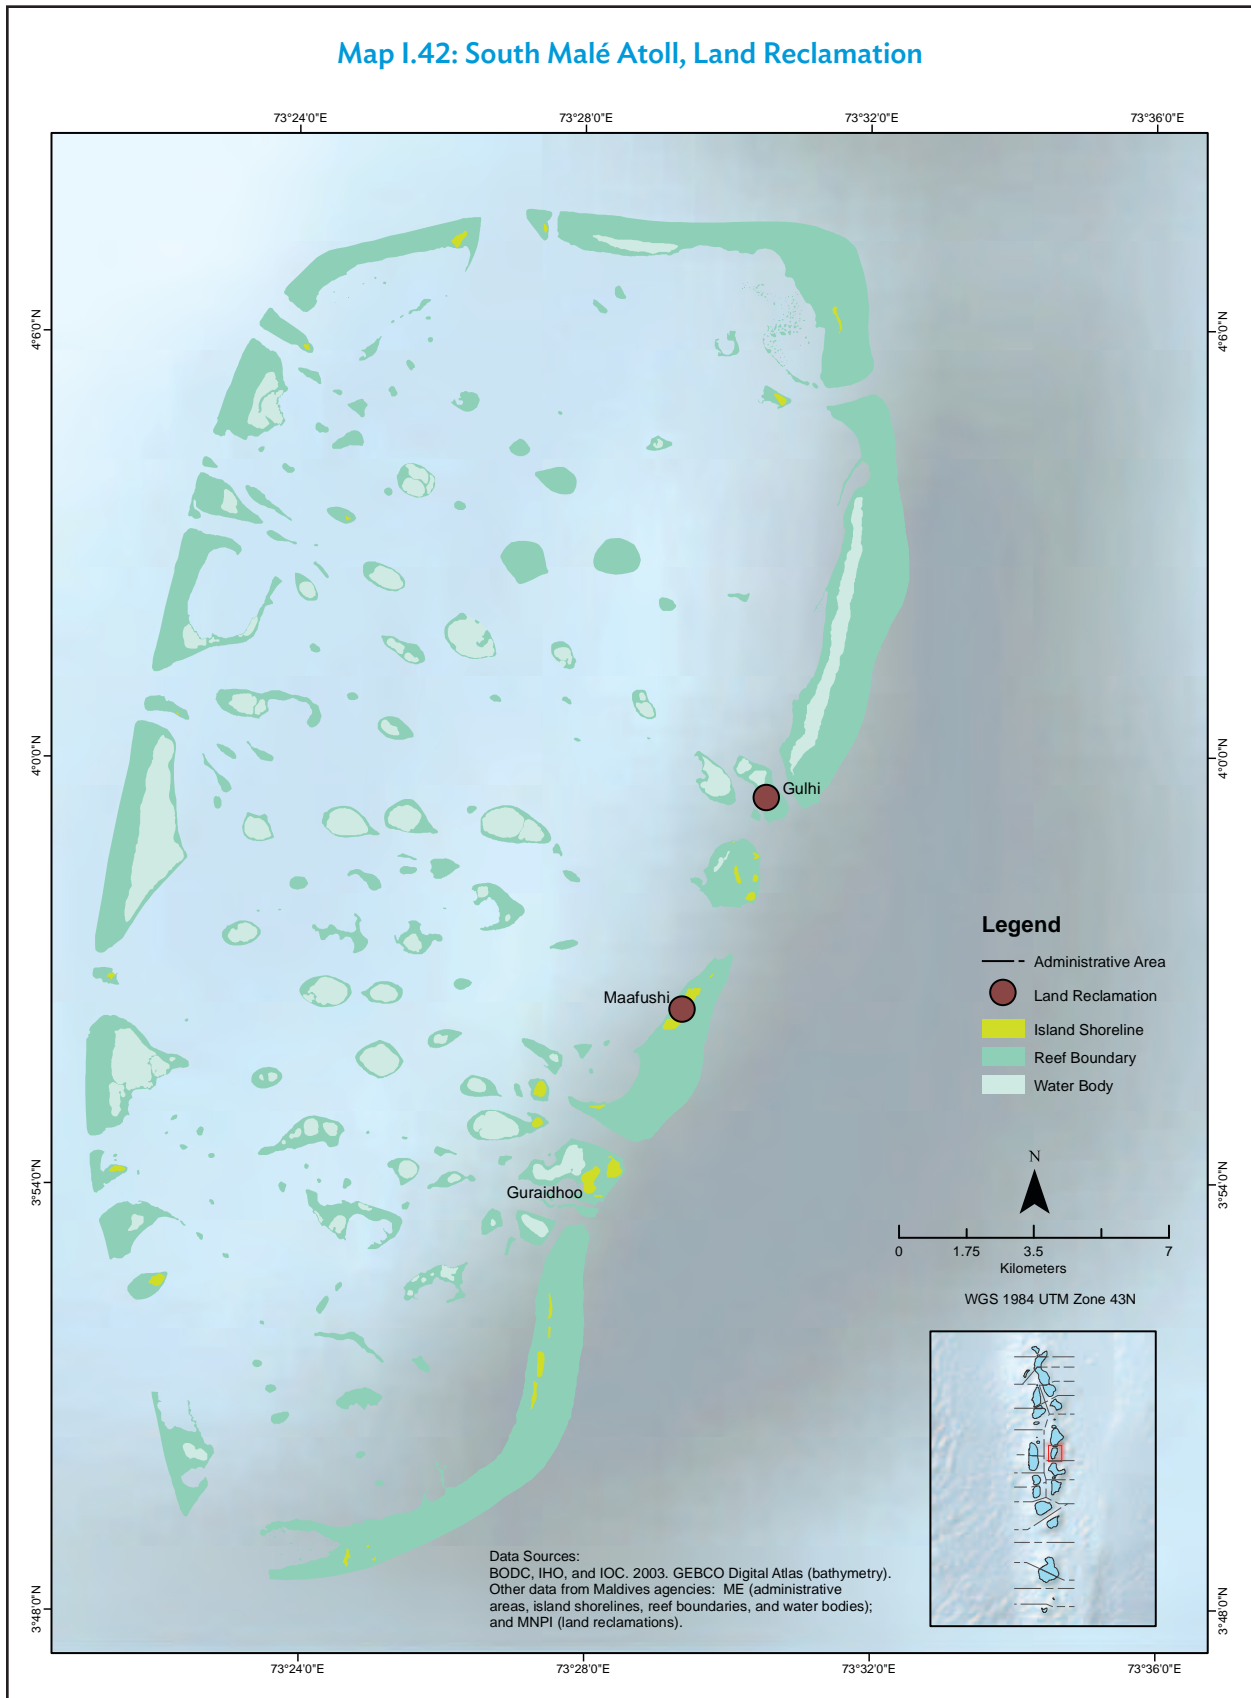 Map I.42: South Malé Atoll, Land Reclamation
73°24'0"E
73°28'0"E
73°32'0"E
73°36'0"E
4°6'0"N
4°6'0"N
4°0'0"N
4°0'0"N
Gulhi
Legend
Administrative Area
Land Reclamation
Island Shoreline
Reef Boundary
Water Body
Maafushi
3°54'0"N
3°54'0"N
Guraidhoo
N
0 1.75 3.5 7
Kilometers
WGS 1984 UTM Zone 43N
Data Sources:
BODC, IHO, and IOC. 2003. GEBCO Digital Atlas (bathymetry).
Other data from Maldives agencies: ME (administrative
areas, island shorelines, reef boundaries, and water bodies);
and MNPI (land reclamations).
3°48'0"N
3°48'0"N
73°24'0"E
73°28'0"E
73°32'0"E
73°36'0"E